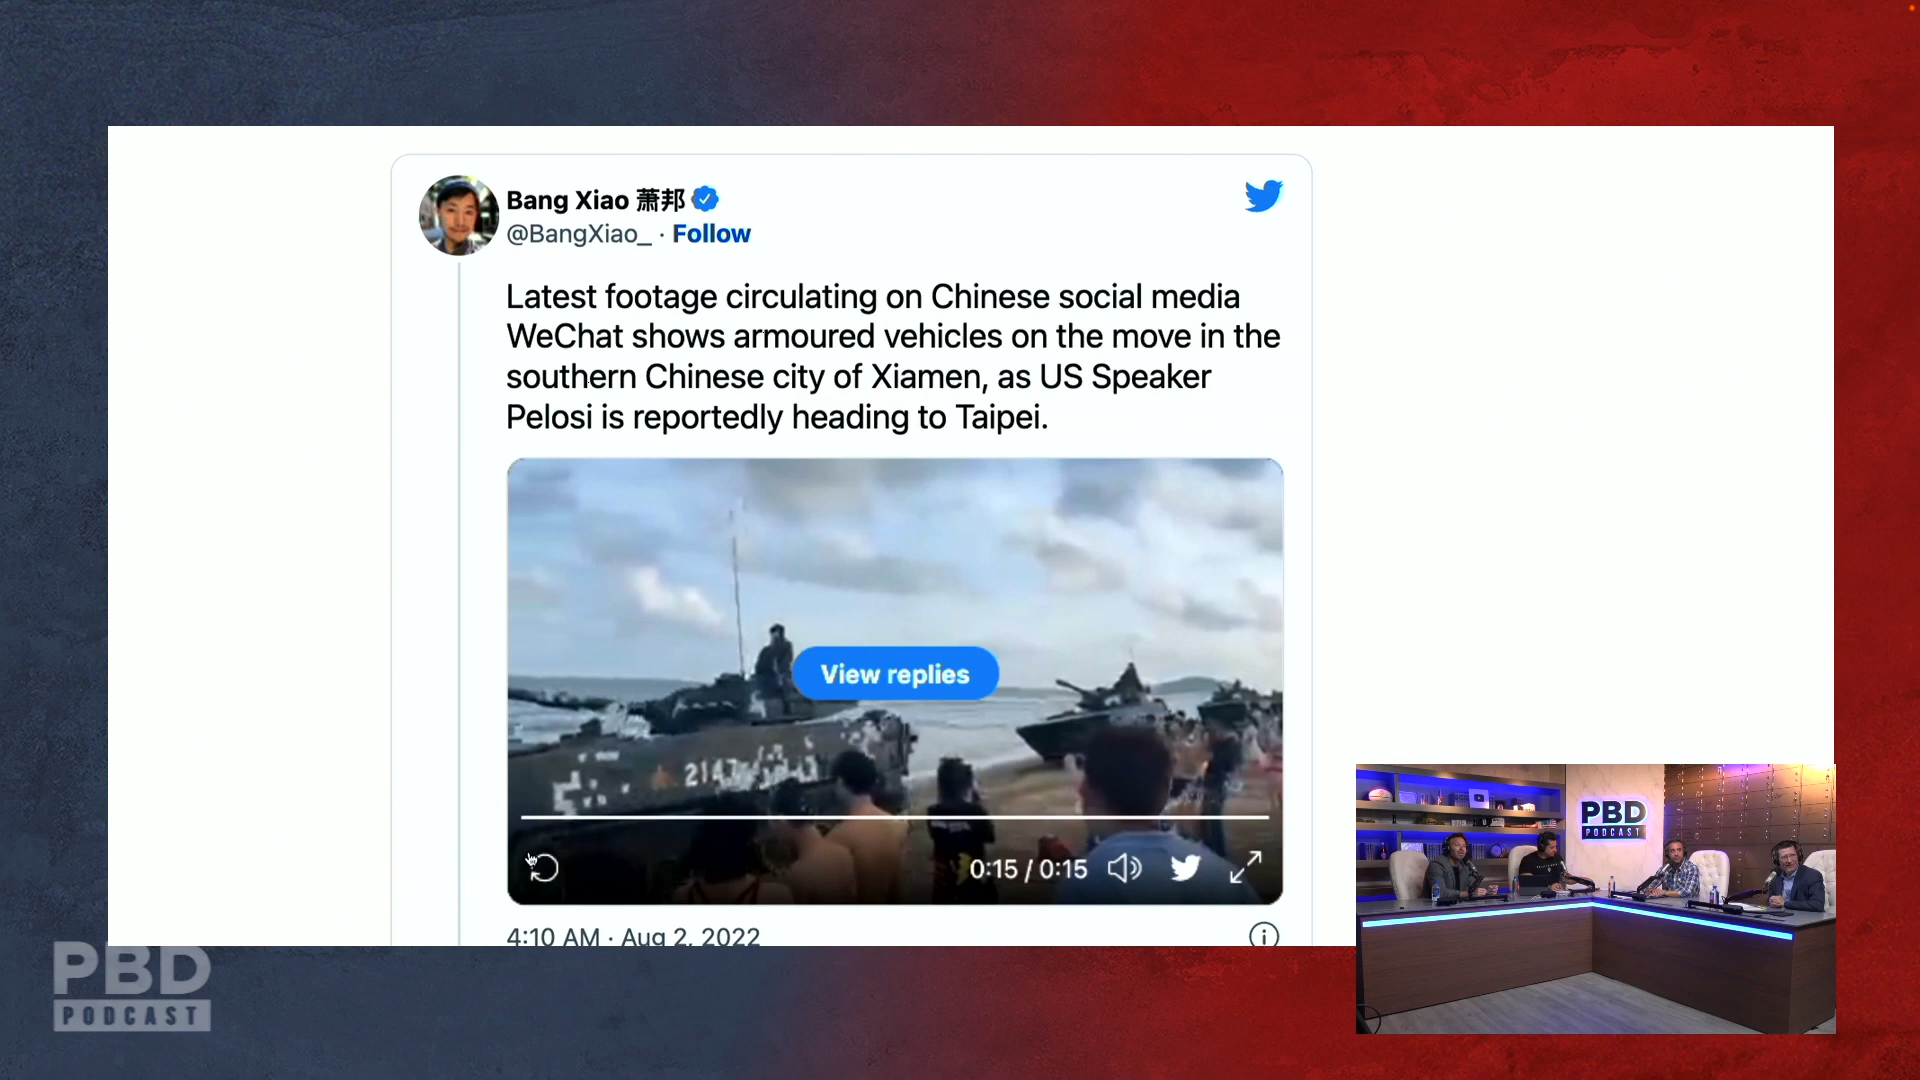 Bang Xiao 萧邦
@BangXiao_ · Follow
Latest footage circulating on Chinese social media
WeChat shows armoured vehicles on the move in the
southern Chinese city of Xiamen, as US Speaker
Pelosi is reportedly heading to Taipei.
View replies
0:15 / 0:15
4:10 AM · Aug 2, 2022
PBD
PODCAST
PBD
PODCAST